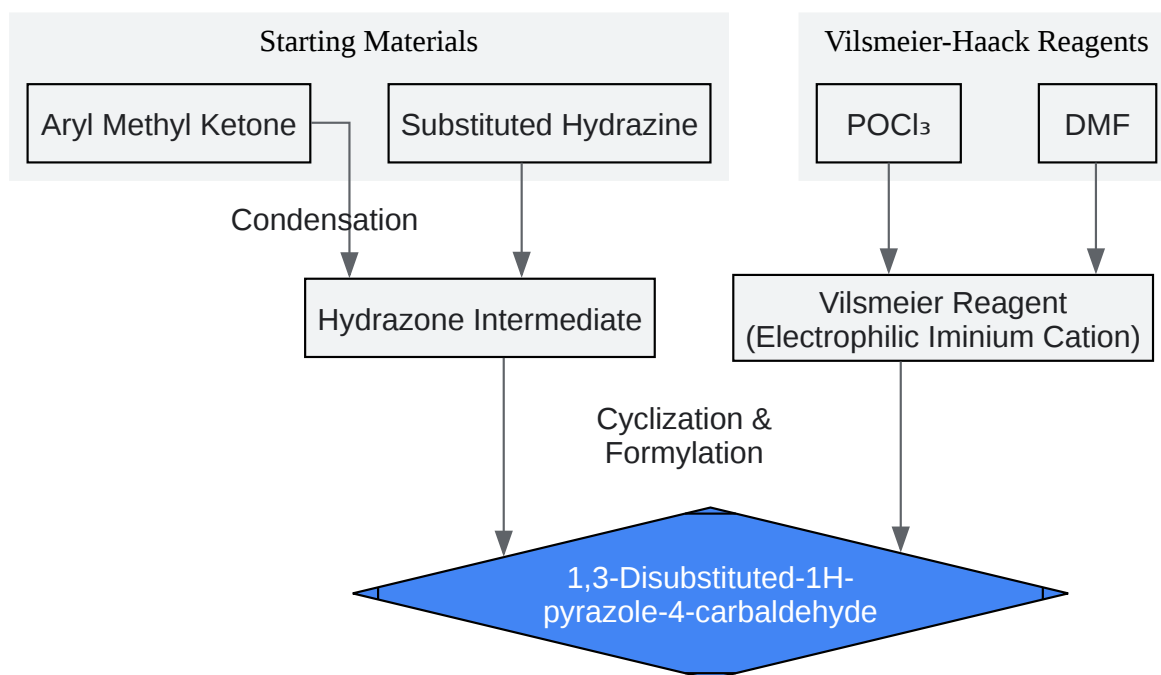 Starting Materials
Vilsmeier-Haack Reagents
Aryl Methyl Ketone
Substituted Hydrazine
POCl₃
DMF
Condensation
Hydrazone Intermediate
Vilsmeier Reagent
(Electrophilic Iminium Cation)
Cyclization &
Formylation
1,3-Disubstituted-1H-
pyrazole-4-carbaldehyde